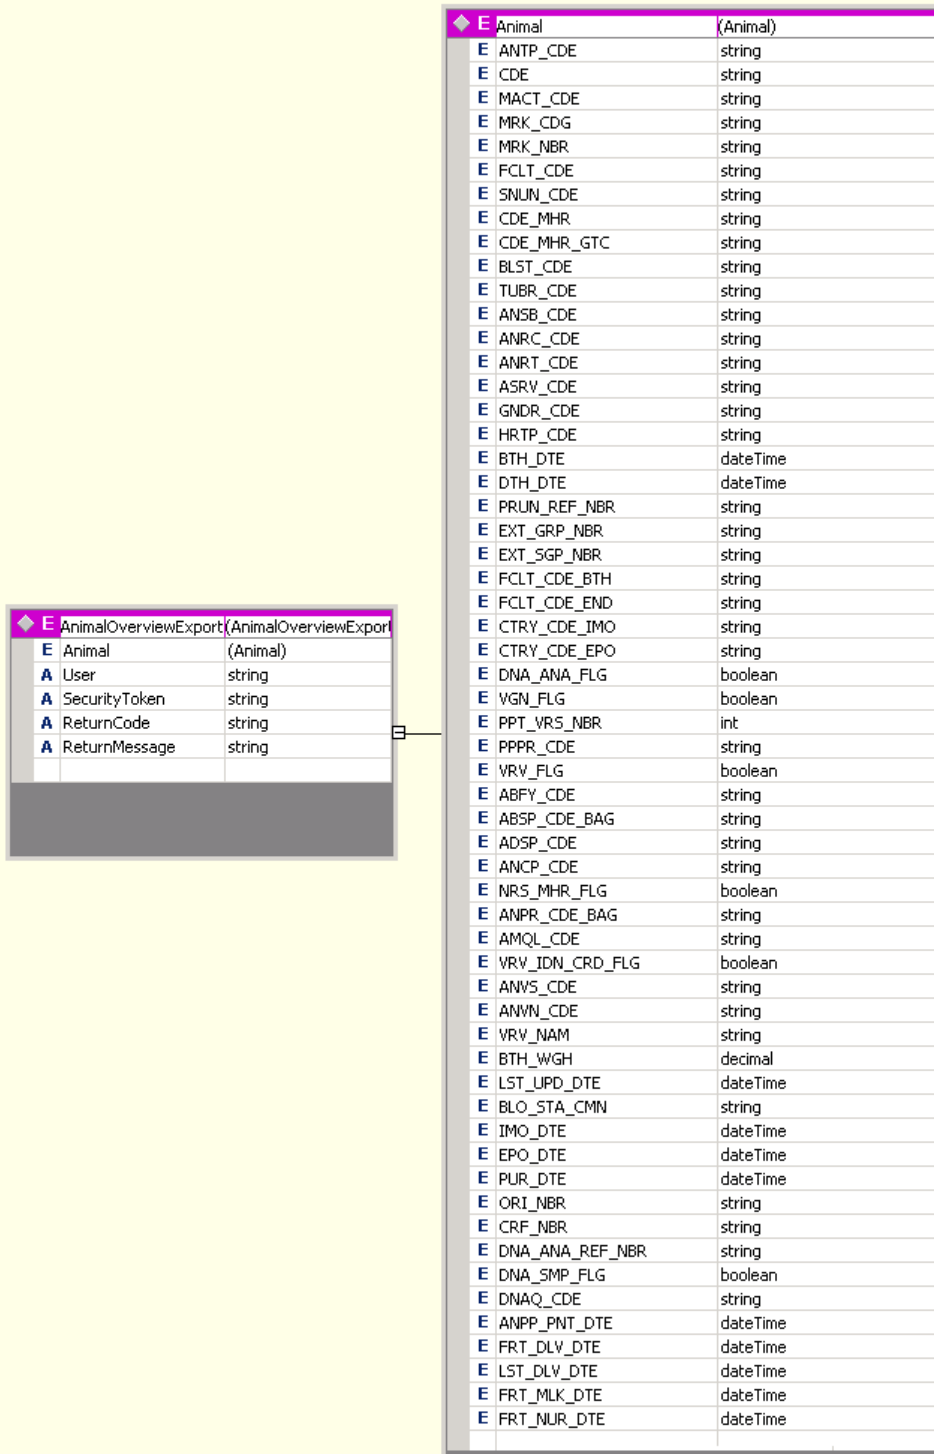 E AnimalOverviewExport (AnimalOverviewExport
E Animal (Animal)
A User string
A SecurityToken string
A ReturnCode string
A ReturnMessage string
E Animal (Animal)
E ANTP_CDE string
E CDE string
E MACT_CDE string
E MRK_CDG string
E MRK_NBR string
E FCLT_CDE string
E SNUN_CDE string
E CDE_MHR string
E CDE_MHR_GTC string
E BLST_CDE string
E TUBR_CDE string
E ANSB_CDE string
E ANRC_CDE string
E ANRT_CDE string
E ASRV_CDE string
E GNDR_CDE string
E HRTP_CDE string
E BTH_DTE dateTime
E DTH_DTE dateTime
E PRUN_REF_NBR string
E EXT_GRP_NBR string
E EXT_SGP_NBR string
E FCLT_CDE_BTH string
E FCLT_CDE_END string
E CTRY_CDE_IMO string
E CTRY_CDE_EPO string
E DNA_ANA_FLG boolean
E VGN_FLG boolean
E PPT_VRS_NBR int
E PPPR_CDE string
E VRV_FLG boolean
E ABFY_CDE string
E ABSP_CDE_BAG string
E ADSP_CDE string
E ANCP_CDE string
E NRS_MHR_FLG boolean
E ANPR_CDE_BAG string
E AMQL_CDE string
E VRV_IDN_CRD_FLG boolean
E ANVS_CDE string
E ANVN_CDE string
E VRV_NAM string
E BTH_WGH decimal
E LST_UPD_DTE dateTime
E BLO_STA_CMN string
E IMO_DTE dateTime
E EPO_DTE dateTime
E PUR_DTE dateTime
E ORI_NBR string
E CRF_NBR string
E DNA_ANA_REF_NBR string
E DNA_SMP_FLG boolean
E DNAQ_CDE string
E ANPP_PNT_DTE dateTime
E FRT_DLV_DTE dateTime
E LST_DLV_DTE dateTime
E FRT_MLK_DTE dateTime
E FRT_NUR_DTE dateTime